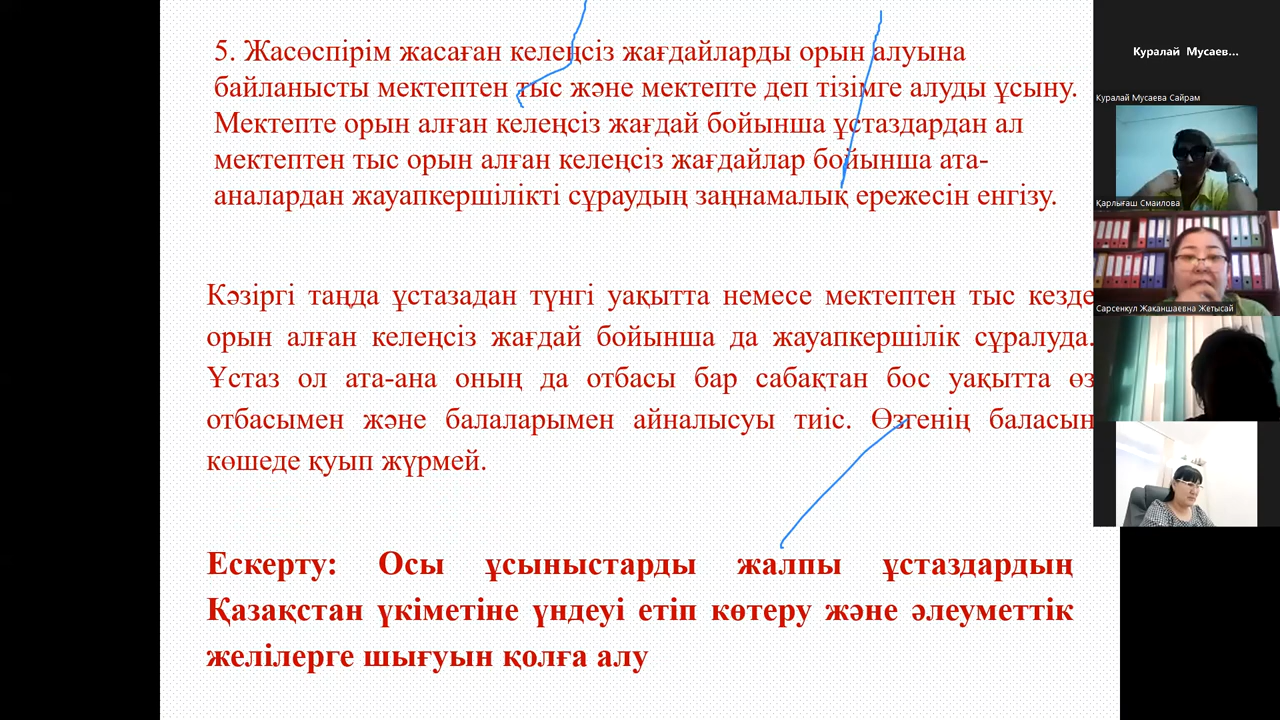 5. Жасөспірім жасаған келеңсіз жағдайларды орын алуына
байланысты мектептен тыс және мектепте деп тізімге алуды ұсыну.
Мектепте орын алған келеңсіз жағдай бойынша ұстаздардан ал
мектептен тыс орын алған келеңсіз жағдайлар бойынша ата-
аналардан жауапкершілікті сұраудың заңнамалық ережесін енгізу.
Кәзіргі таңда ұстазадан түнгі уақытта немесе мектептен тыс кезде
орын алған келеңсіз жағдай бойынша да жауапкершілік сұралуда.
Ұстаз ол ата-ана оның да отбасы бар сабақтан бос уақытта өз
отбасымен және балаларымен айналысуы тиіс. Өзгенің баласын
көшеде қуып жүрмей.
Ескерту: Осы ұсыныстарды жалпы ұстаздардың
Қазақстан үкіметіне үндеуі етіп көтеру және әлеуметтік
желілерге шығуын қолға алу
Куралай Мусаев...
Куралай Мусаева Сайрам
Қарлығаш Смаилова
Сарсенкул Жаканшаевна Жетысай